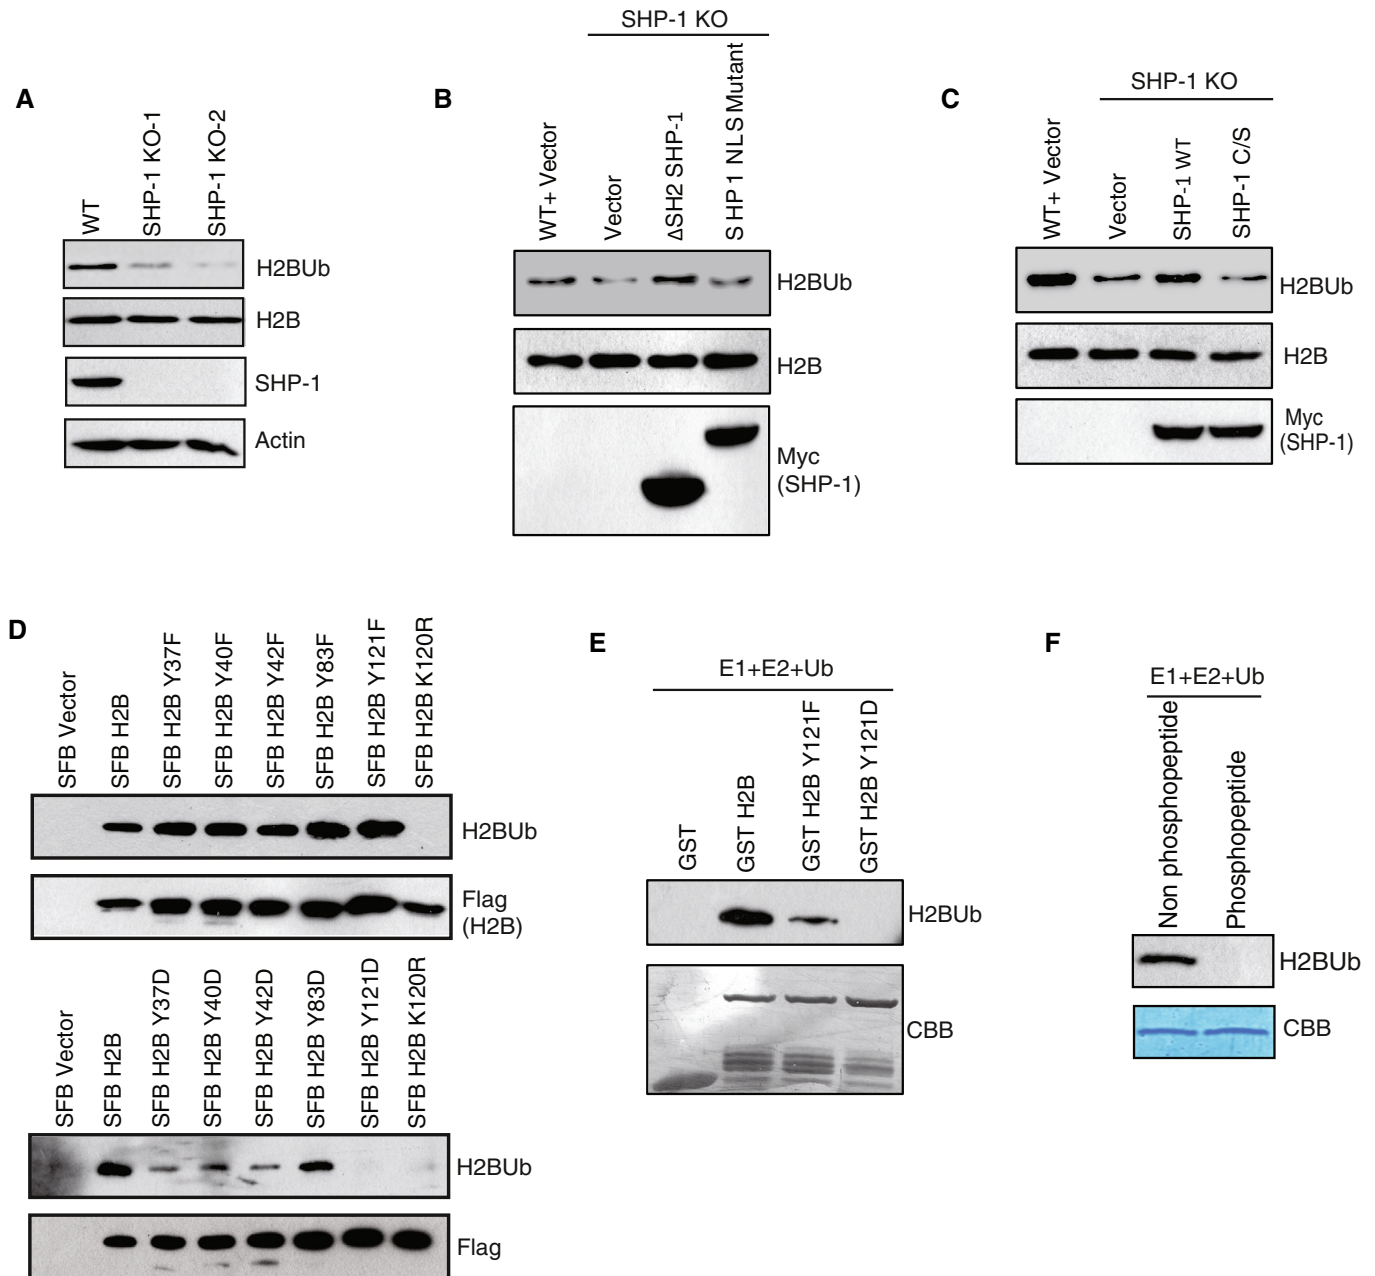 A
WT
SHP-1 KO-1
SHP-1 KO-2
H2BUb
H2B
SHP-1
Actin
B
SHP-1 KO
WT+ Vector
Vector
ΔSH2 SHP-1
SHP1 NLS Mutant
H2BUb
H2B
Myc
(SHP-1)
C
SHP-1 KO
WT+ Vector
Vector
SHP-1 WT
SHP-1 C/S
H2BUb
H2B
Myc
(SHP-1)
D
SFB Vector
SFB H2B
SFB H2B Y37F
SFB H2B Y40F
SFB H2B Y42F
SFB H2B Y83F
SFB H2B Y121F
SFB H2B K120R
H2BUb
Flag
(H2B)
SFB Vector
SFB H2B
SFB H2B Y37D
SFB H2B Y40D
SFB H2B Y42D
SFB H2B Y83D
SFB H2B Y121D
SFB H2B K120R
H2BUb
Flag
E
E1+E2+Ub
GST
GST H2B
GST H2B Y121F
GST H2B Y121D
H2BUb
CBB
F
E1+E2+Ub
Non phosphopeptide
Phosphopeptide
H2BUb
CBB